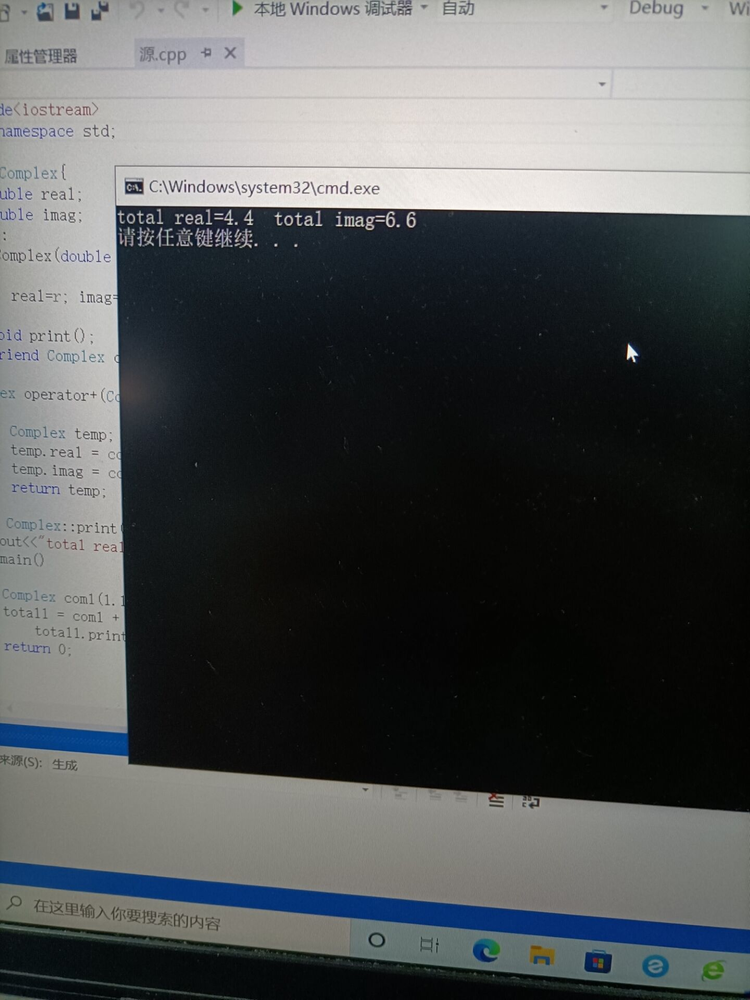 本地 Windows 调试器 自动 Debug Wi
属性管理器 源.cpp
de<iostream>
namespace std;
Complex{
uble real;
uble imag;
:
omplex(double
real=r; imag=
oid print();
riend Complex o
ex operator+(Co
Complex temp;
temp.real = co
temp.imag = co
return temp;
Complex::print(
out<<"total real
main()
Complex com1(1.1
total1 = com1 +
total1.print
return 0;
C:\Windows\system32\cmd.exe
total real=4.4 total imag=6.6
请按任意键继续. . .
来源(S): 生成
在这里输入你要搜索的内容